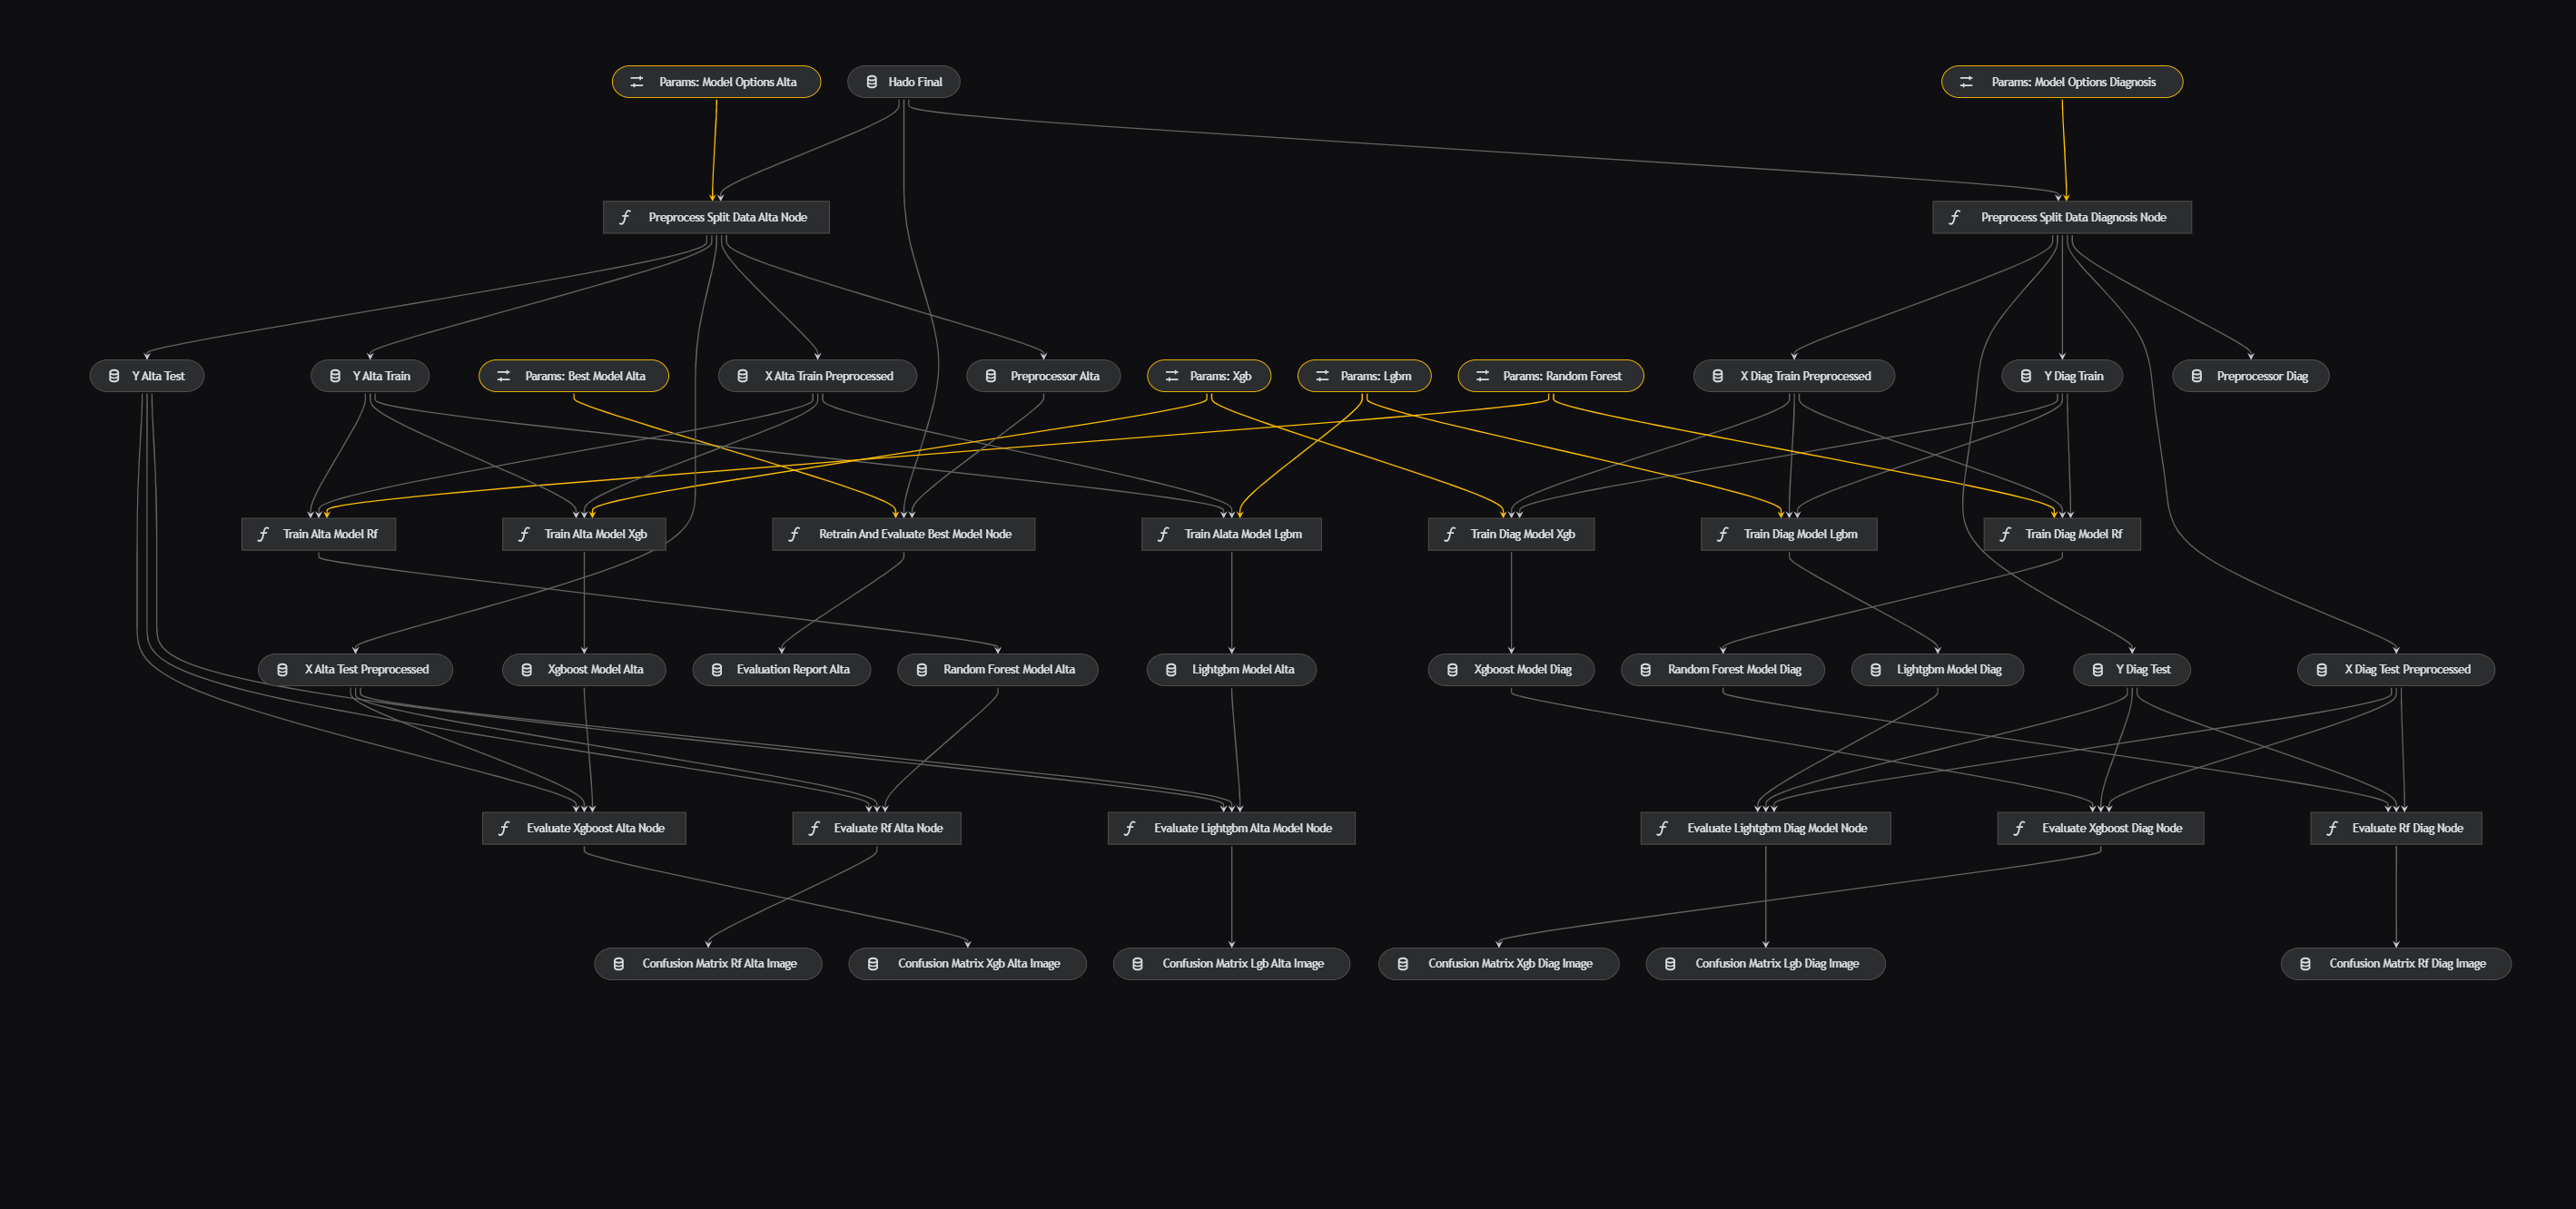 Params: Model Options Alta
Hado Final
Params: Model Options Diagnosis
Preprocess Split Data Alta Node
Preprocess Split Data Diagnosis Node
Y Alta Test
Y Alta Train
Params: Best Model Alta
X Alta Train Preprocessed
Preprocessor Alta
Params: Xgb
Params: Lgbm
Params: Random Forest
X Diag Train Preprocessed
Y Diag Train
Preprocessor Diag
Train Alta Model Rf
Train Alta Model Xgb
Retrain And Evaluate Best Model Node
Train Alata Model Lgbm
Train Diag Model Xgb
Train Diag Model Lgbm
Train Diag Model Rf
X Alta Test Preprocessed
Xgboost Model Alta
Evaluation Report Alta
Random Forest Model Alta
Lightgbm Model Alta
Xgboost Model Diag
Random Forest Model Diag
Lightgbm Model Diag
Y Diag Test
X Diag Test Preprocessed
Evaluate Xgboost Alta Node
Evaluate Rf Alta Node
Evaluate Lightgbm Alta Model Node
Evaluate Lightgbm Diag Model Node
Evaluate Xgboost Diag Node
Evaluate Rf Diag Node
Confusion Matrix Rf Alta Image
Confusion Matrix Xgb Alta Image
Confusion Matrix Lgb Alta Image
Confusion Matrix Xgb Diag Image
Confusion Matrix Lgb Diag Image
Confusion Matrix Rf Diag Image